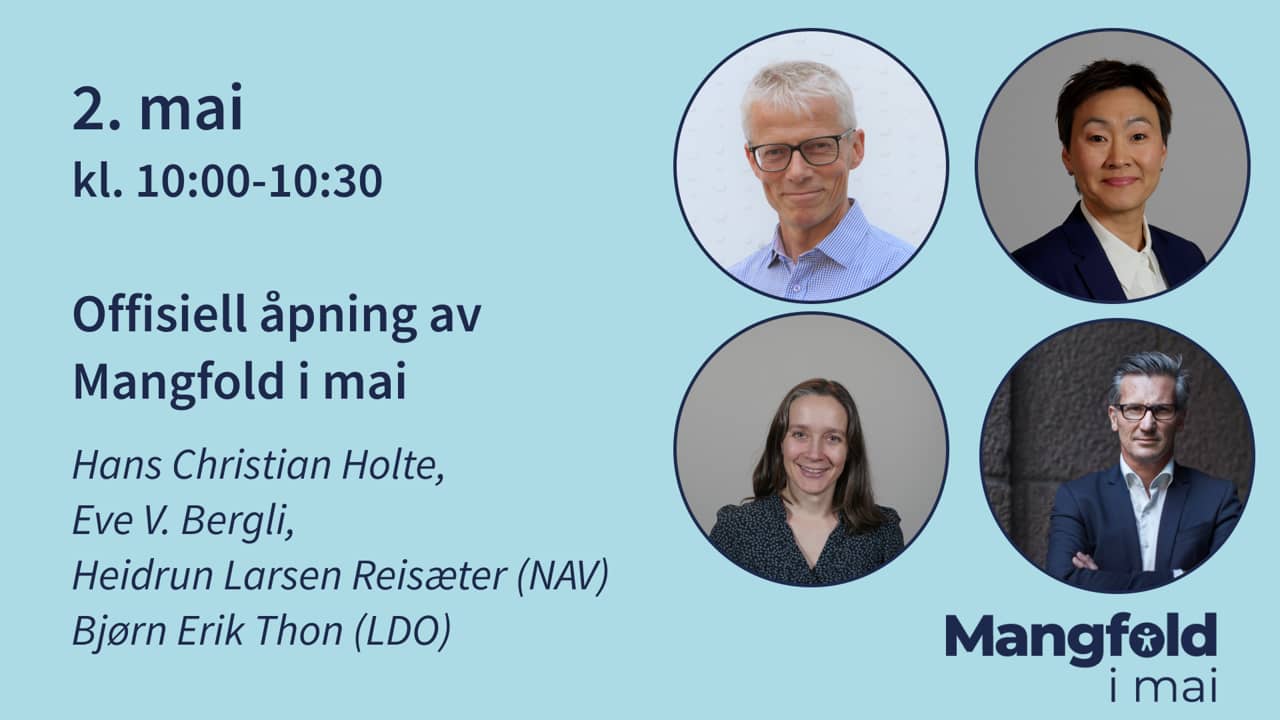 2. mai
kl. 10:00-10:30
Offisiell åpning av
Mangfold i mai
Hans Christian Holte,
Eve V. Bergli,
Heidrun Larsen Reisæter (NAV)
Bjørn Erik Thon (LDO)
Mangfold
i mai